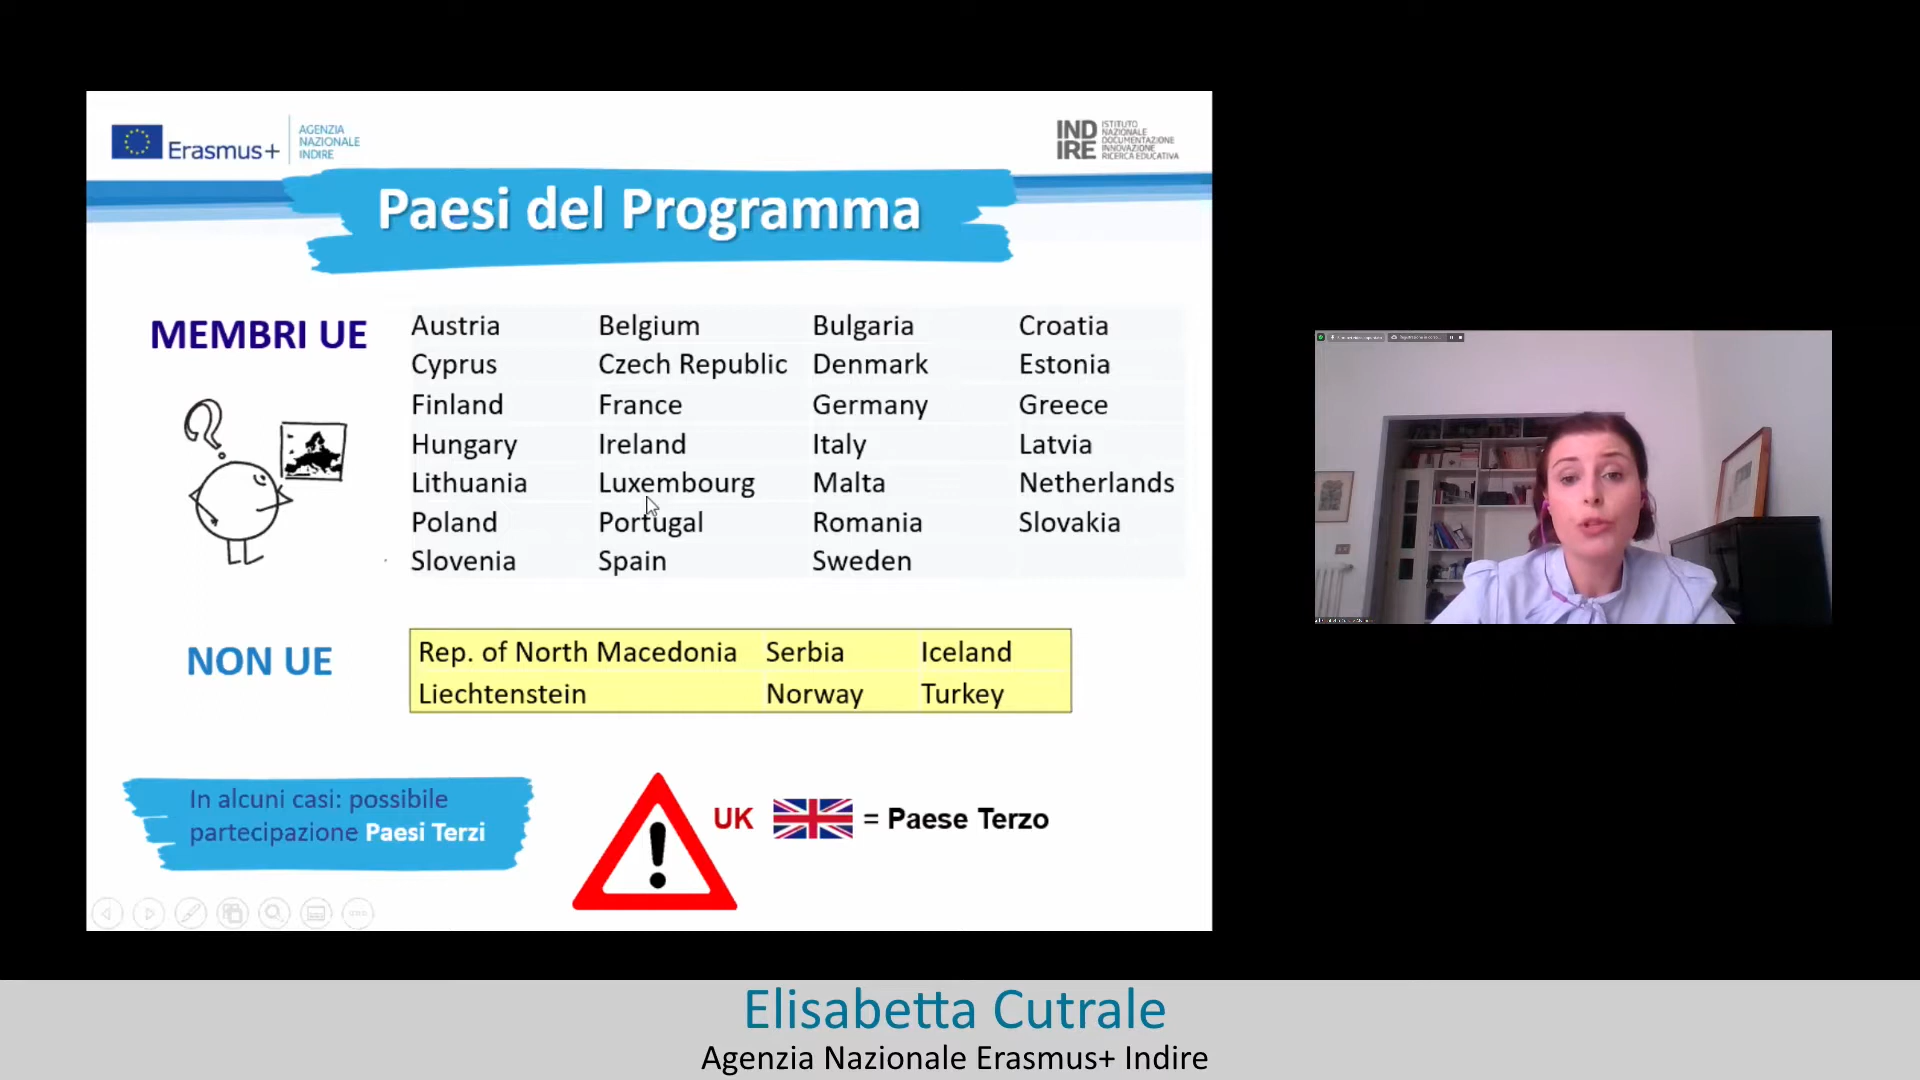 Erasmus+
AGENZIA
NAZIONALE
INDIRE
IND
IRE
ISTITUTO
NAZIONALE
DOCUMENTAZIONE
INNOVAZIONE
RICERCA EDUCATIVA
Paesi del Programma
MEMBRI UE
Austria Belgium Bulgaria Croatia
Cyprus Czech Republic Denmark Estonia
Finland France Germany Greece
Hungary Ireland Italy Latvia
Lithuania Luxembourg Malta Netherlands
Poland Portugal Romania Slovakia
Slovenia Spain Sweden
NON UE
Rep. of North Macedonia Serbia Iceland
Liechtenstein Norway Turkey
In alcuni casi: possibile
partecipazione Paesi Terzi
UK = Paese Terzo
Elisabetta Cutrale
Agenzia Nazionale Erasmus+ Indire